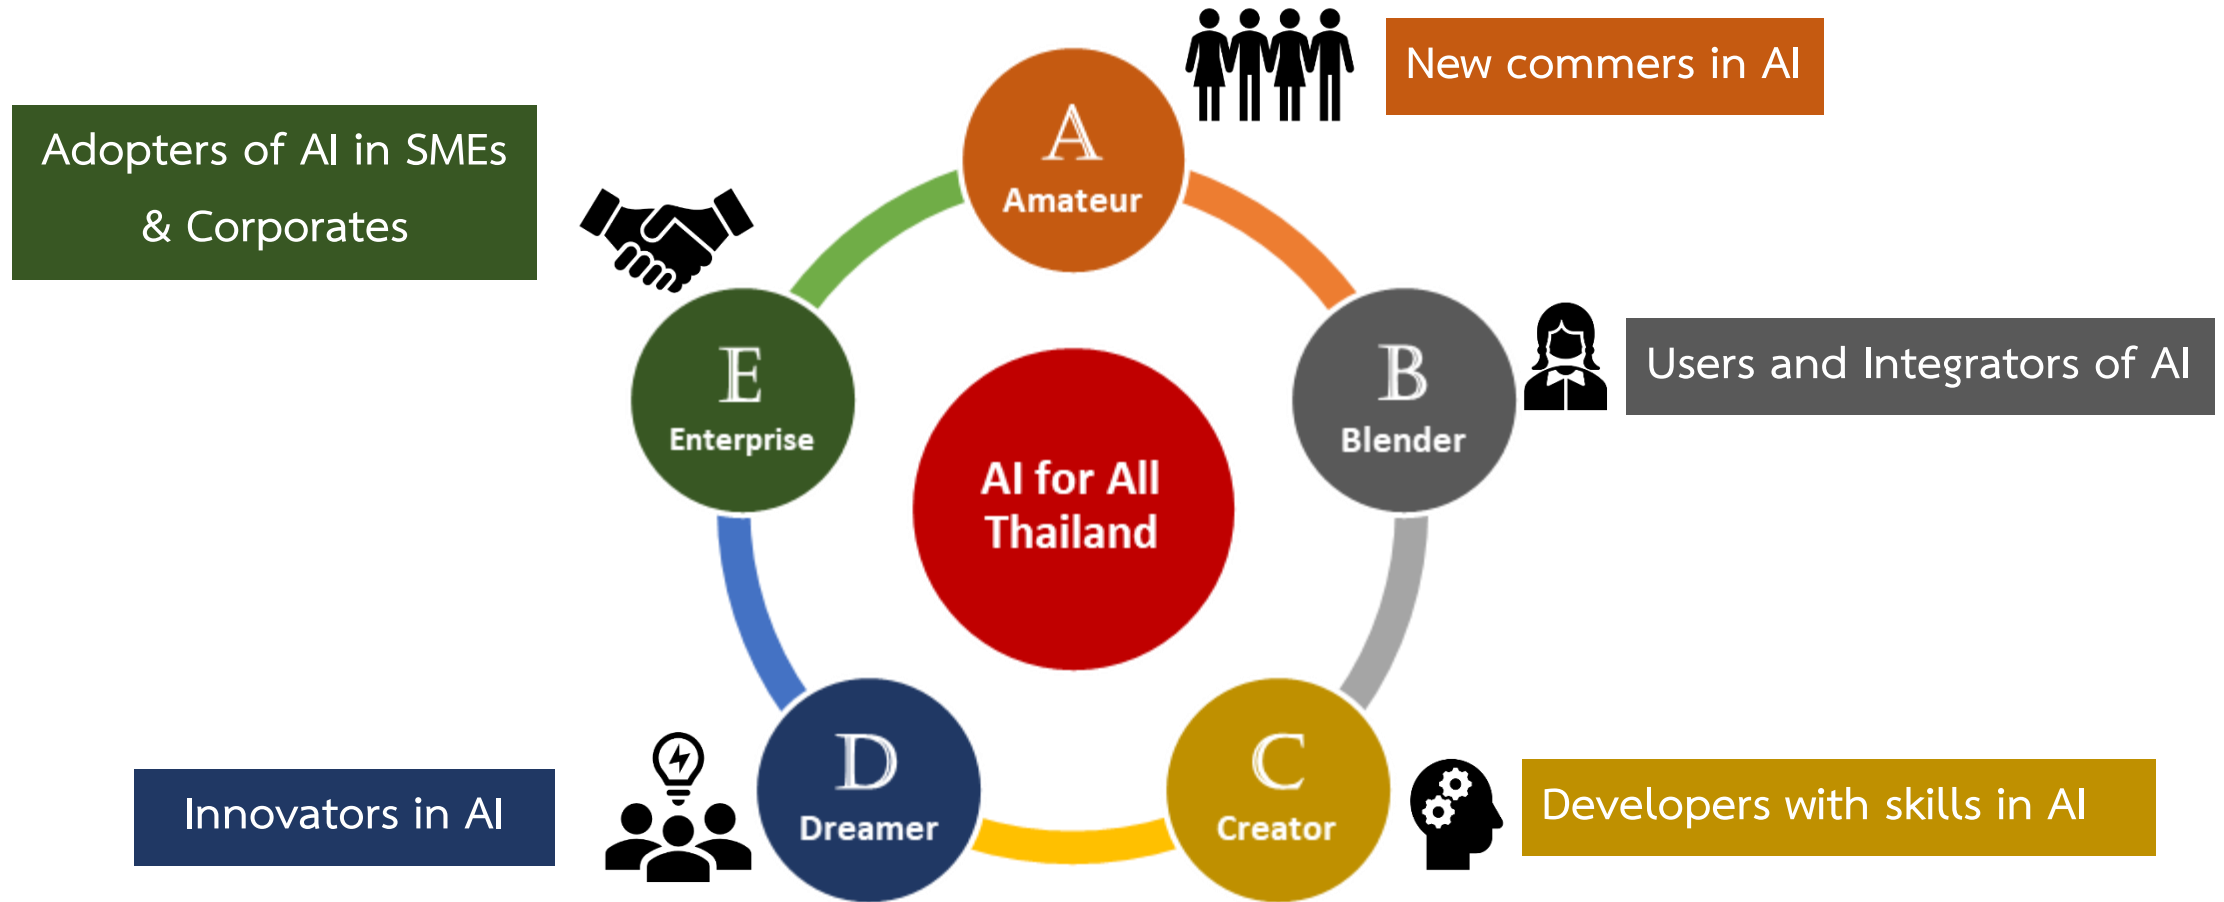 New commers in AI
A
Amateur
Adopters of AI in SMEs
& Corporates
E
Enterprise
B
Blender
Users and Integrators of AI
AI for All
Thailand
D
Dreamer
Innovators in AI
C
Creator
Developers with skills in AI